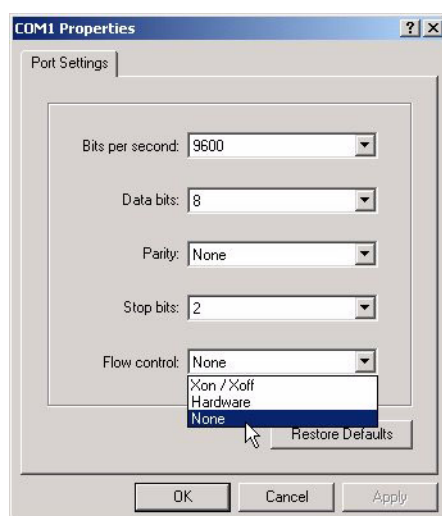 COM1 Properties
Port Settings
Bits per second: 9600
Data bits: 8
Parity: None
Stop bits: 2
Flow control: None
Xon / Xoff
Hardware
None
Restore Defaults
OK Cancel Apply